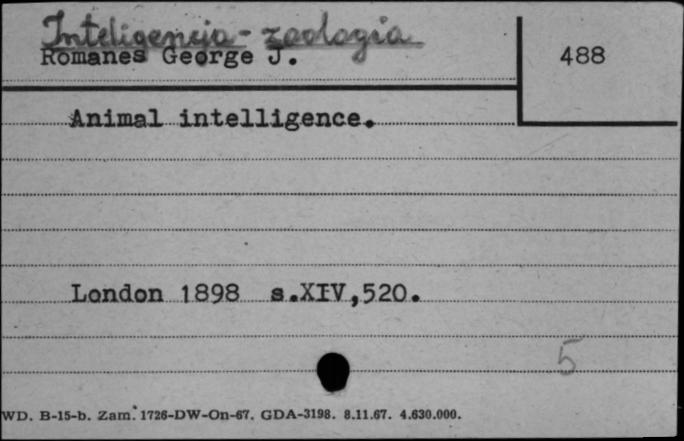 Inteligencja - zoologia
Romanes George J.
488
Animal intelligence.
London 1898 s.XIV,520.
5
WD. B-15-b. Zam. 1726-DW-On-67. GDA-3198. 8.11.67. 4.630.000.